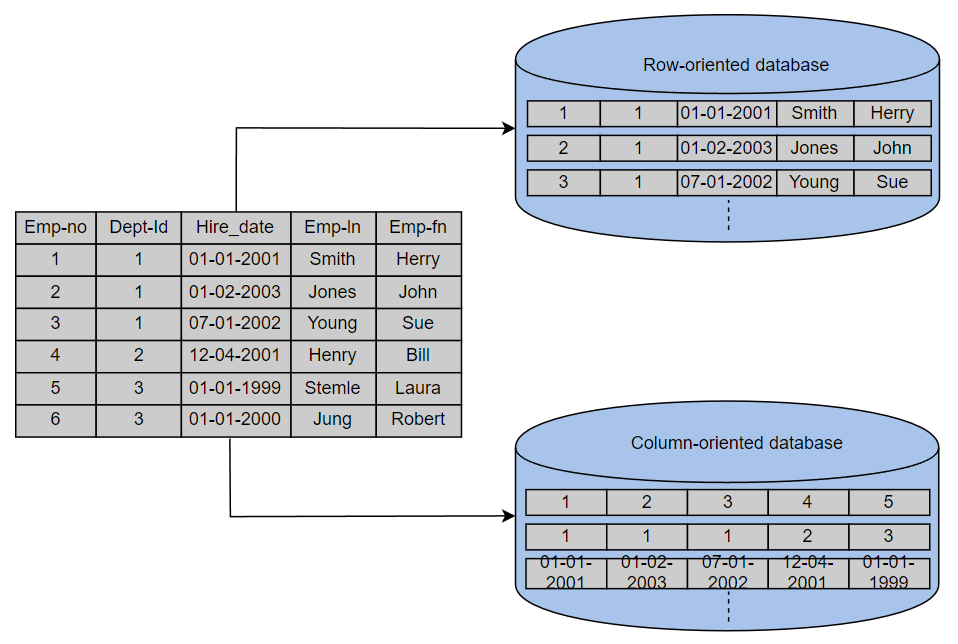 Row-oriented database
1 1 01-01-2001 Smith Herry
2 1 01-02-2003 Jones John
3 1 07-01-2002 Young Sue
Emp-no Dept-Id Hire_date Emp-ln Emp-fn
1 1 01-01-2001 Smith Herry
2 1 01-02-2003 Jones John
3 1 07-01-2002 Young Sue
4 2 12-04-2001 Henry Bill
5 3 01-01-1999 Stemle Laura
6 3 01-01-2000 Jung Robert
Column-oriented database
1 2 3 4 5
1 1 1 2 3
01-01- 01-02- 07-01- 12-04- 01-01-
2001 2003 2002 2001 1999